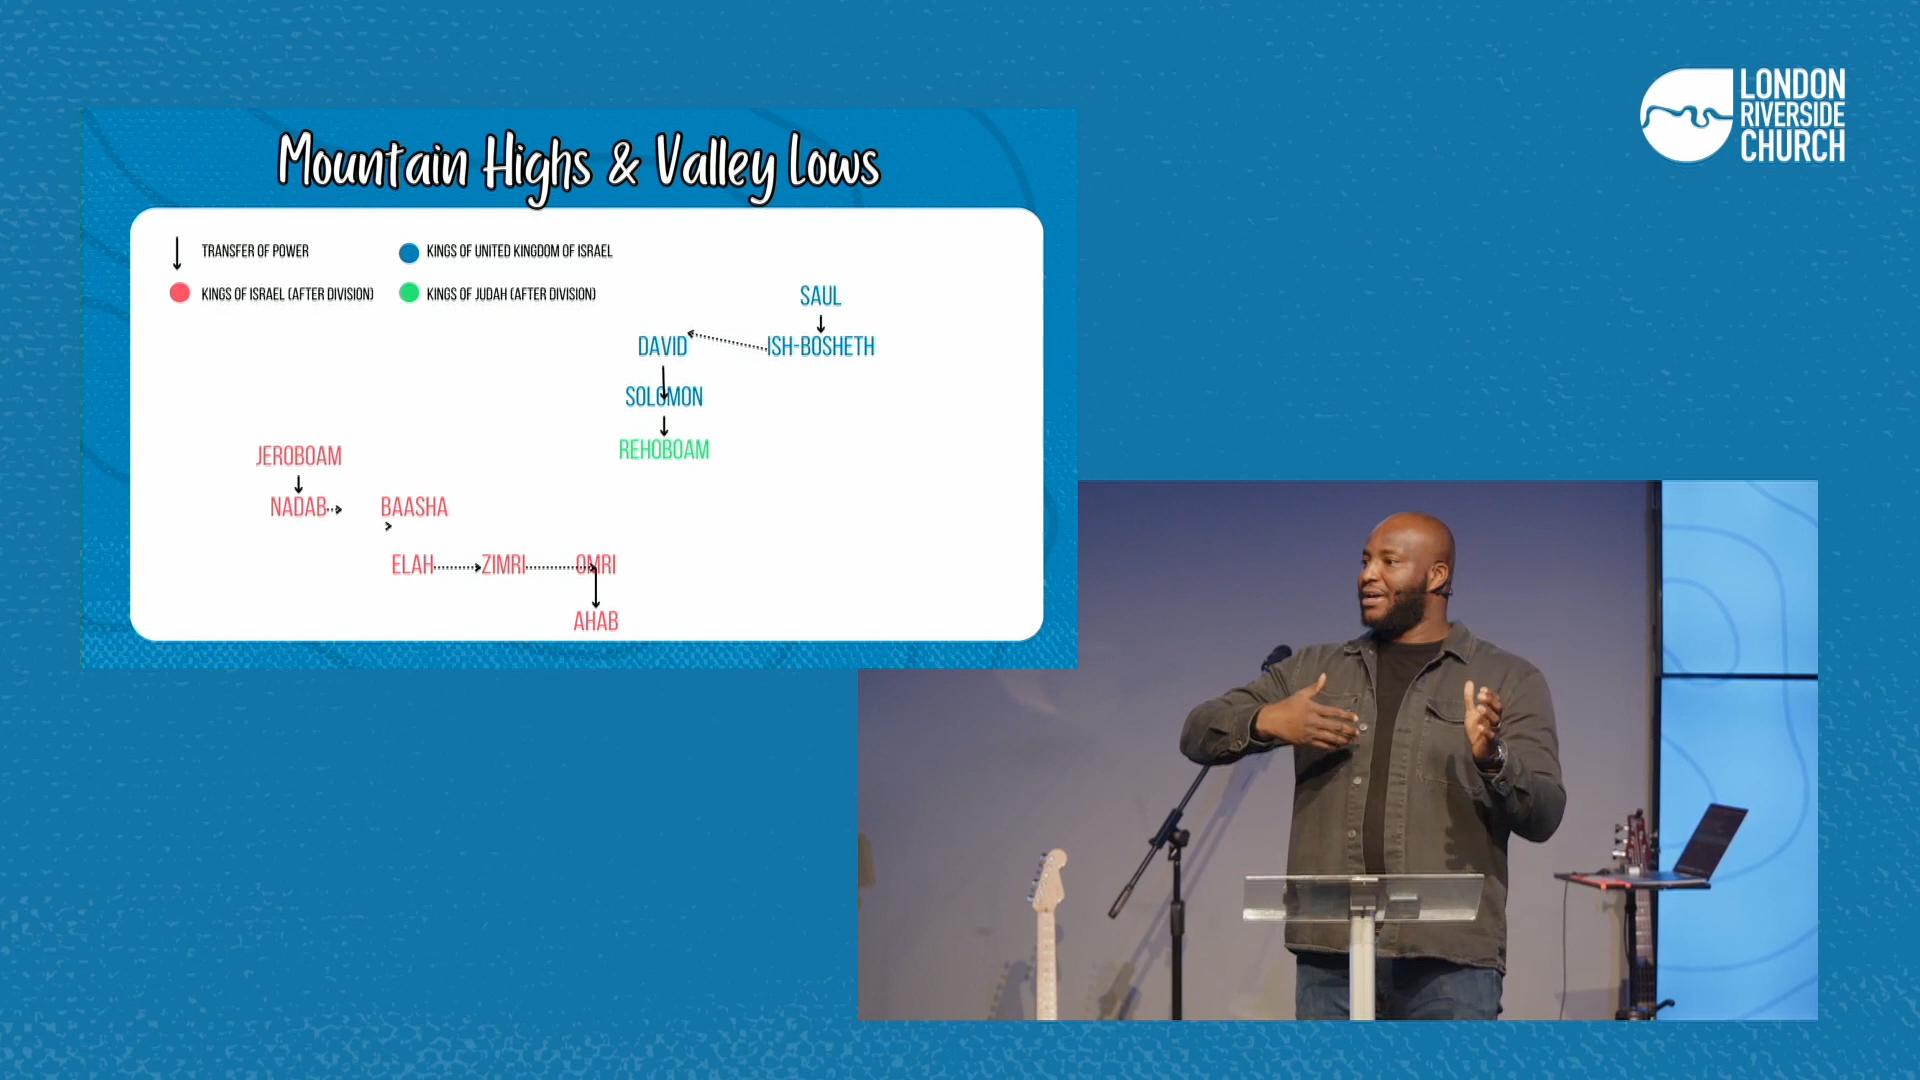 Mountain Highs & Valley Lows
TRANSFER OF POWER
KINGS OF UNITED KINGDOM OF ISRAEL
KINGS OF ISRAEL (AFTER DIVISION)
KINGS OF JUDAH (AFTER DIVISION)
SAUL
DAVID
ISH-BOSHETH
SOLOMON
REHOBOAM
JEROBOAM
NADAB
BAASHA
ELAH
ZIMRI
OMRI
AHAB
LONDON
RIVERSIDE
CHURCH